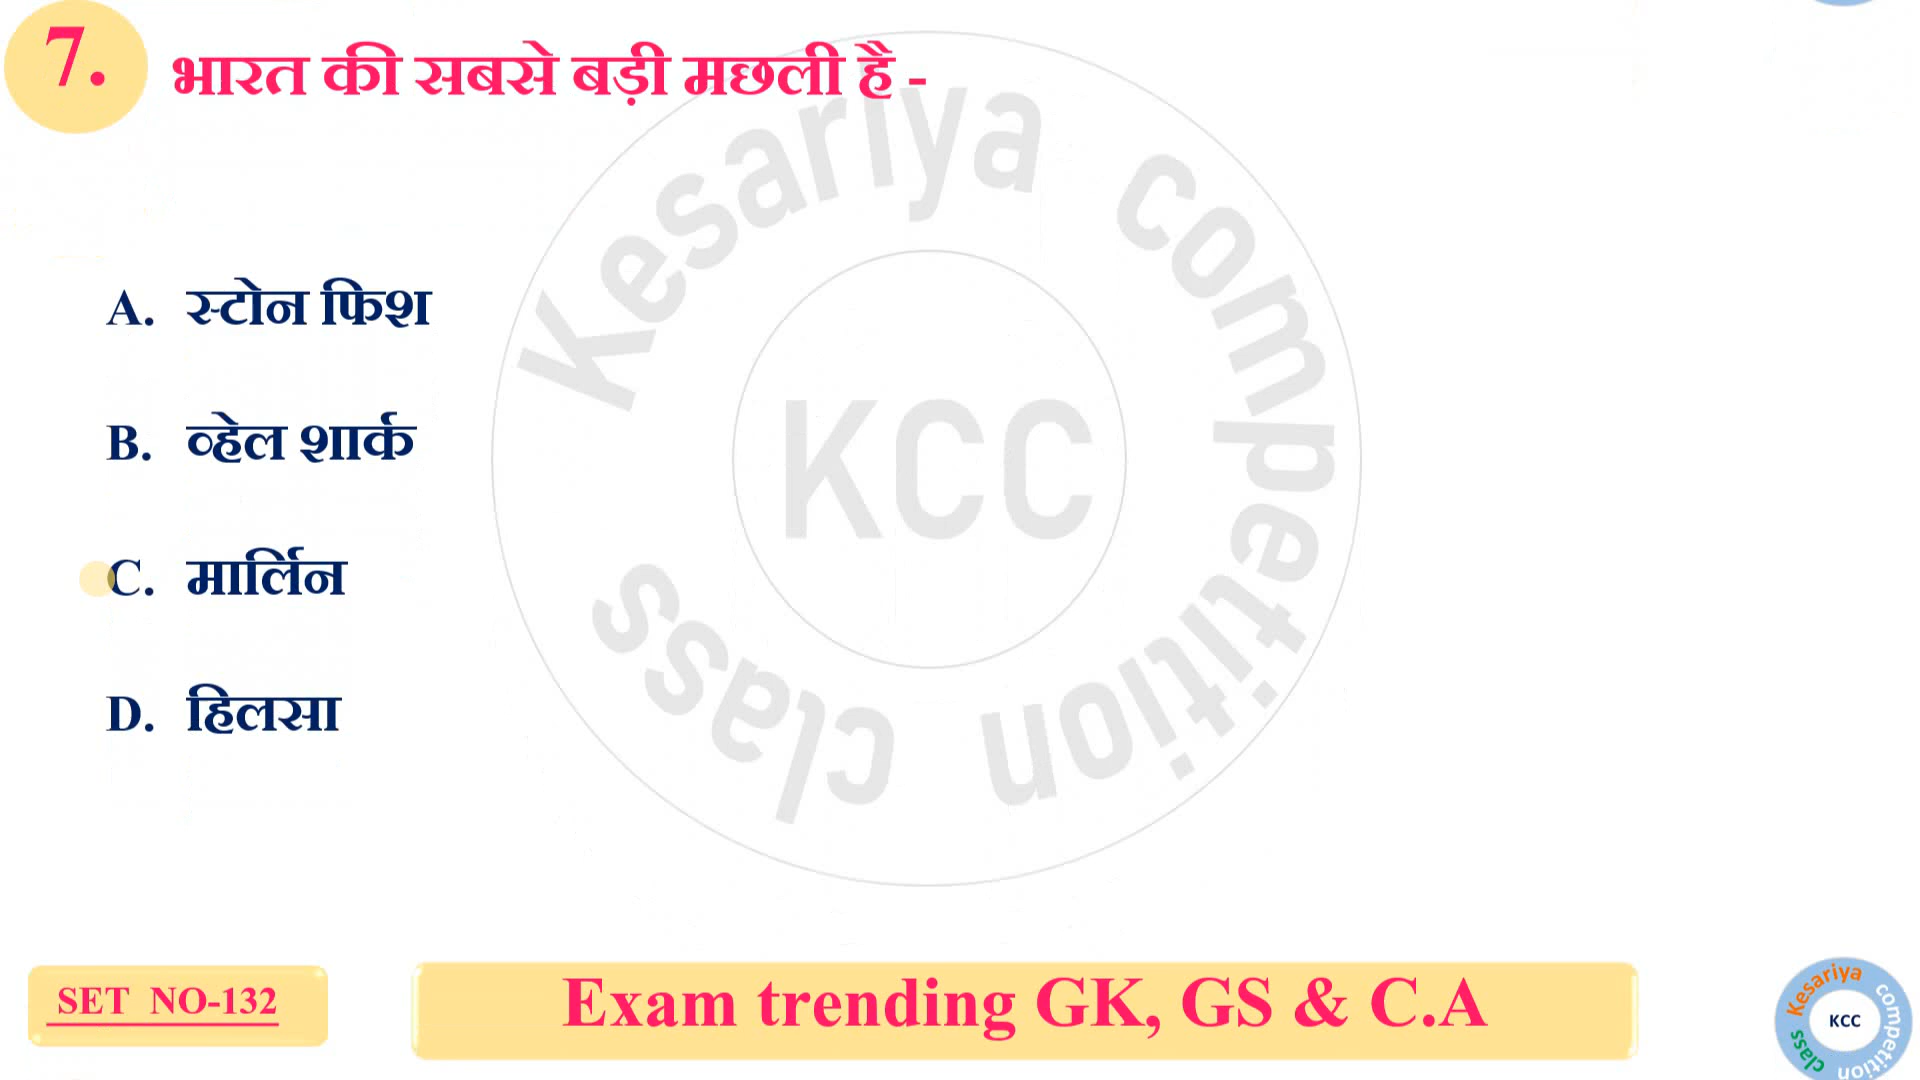 7. भारत की सबसे बड़ी मछली है -
A. स्टोन फिश
B. व्हेल शार्क
C. मार्लिन
D. हिलसा
Kesariya competition class
KCC
SET NO-132
Exam trending GK, GS & C.A
Kesariya competition class
KCC